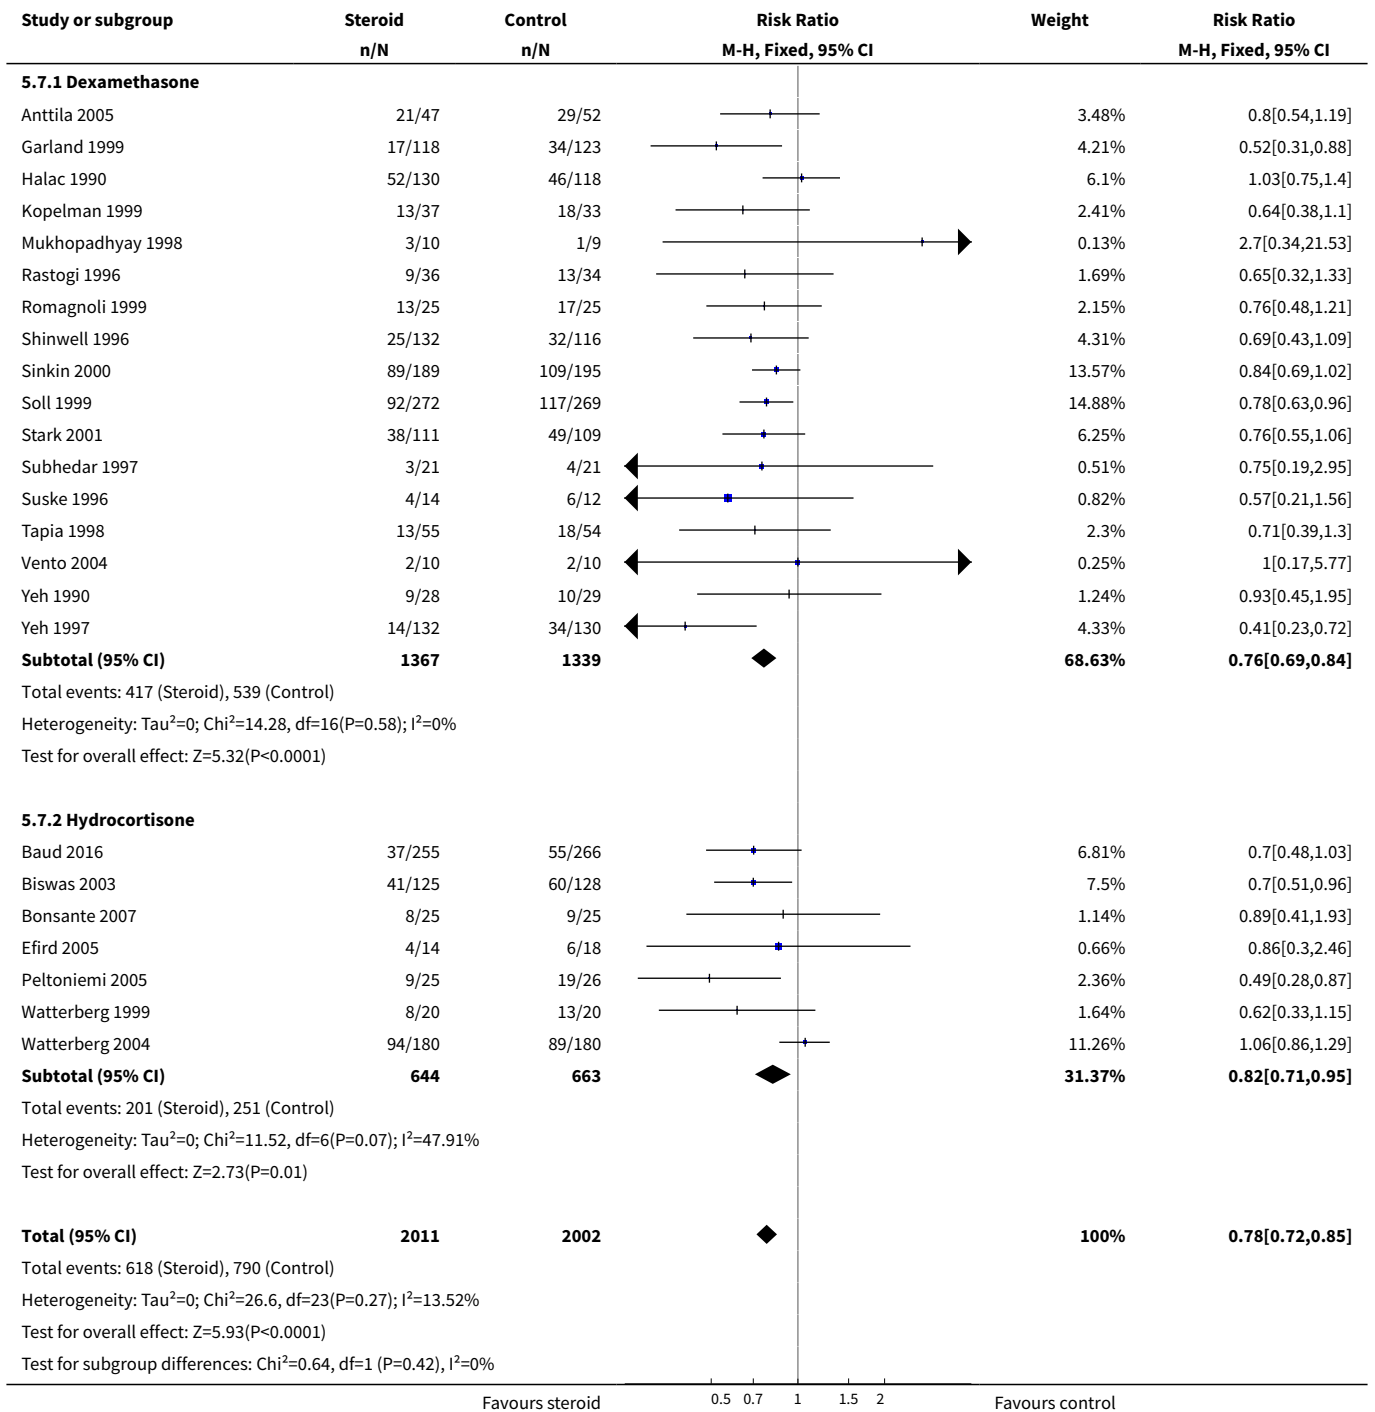 Study or subgroup Steroid Control Risk Ratio Weight Risk Ratio
n/N n/N M-H, Fixed, 95% CI M-H, Fixed, 95% CI
5.7.1 Dexamethasone
Anttila 2005 21/47 29/52 3.48% 0.8[0.54,1.19]
Garland 1999 17/118 34/123 4.21% 0.52[0.31,0.88]
Halac 1990 52/130 46/118 6.1% 1.03[0.75,1.4]
Kopelman 1999 13/37 18/33 2.41% 0.64[0.38,1.1]
Mukhopadhyay 1998 3/10 1/9 0.13% 2.7[0.34,21.53]
Rastogi 1996 9/36 13/34 1.69% 0.65[0.32,1.33]
Romagnoli 1999 13/25 17/25 2.15% 0.76[0.48,1.21]
Shinwell 1996 25/132 32/116 4.31% 0.69[0.43,1.09]
Sinkin 2000 89/189 109/195 13.57% 0.84[0.69,1.02]
Soll 1999 92/272 117/269 14.88% 0.78[0.63,0.96]
Stark 2001 38/111 49/109 6.25% 0.76[0.55,1.06]
Subhedar 1997 3/21 4/21 0.51% 0.75[0.19,2.95]
Suske 1996 4/14 6/12 0.82% 0.57[0.21,1.56]
Tapia 1998 13/55 18/54 2.3% 0.71[0.39,1.3]
Vento 2004 2/10 2/10 0.25% 1[0.17,5.77]
Yeh 1990 9/28 10/29 1.24% 0.93[0.45,1.95]
Yeh 1997 14/132 34/130 4.33% 0.41[0.23,0.72]
Subtotal (95% CI) 1367 1339 68.63% 0.76[0.69,0.84]
Total events: 417 (Steroid), 539 (Control)
Heterogeneity: Tau²=0; Chi²=14.28, df=16(P=0.58); I²=0%
Test for overall effect: Z=5.32(P<0.0001)
5.7.2 Hydrocortisone
Baud 2016 37/255 55/266 6.81% 0.7[0.48,1.03]
Biswas 2003 41/125 60/128 7.5% 0.7[0.51,0.96]
Bonsante 2007 8/25 9/25 1.14% 0.89[0.41,1.93]
Efird 2005 4/14 6/18 0.66% 0.86[0.3,2.46]
Peltoniemi 2005 9/25 19/26 2.36% 0.49[0.28,0.87]
Watterberg 1999 8/20 13/20 1.64% 0.62[0.33,1.15]
Watterberg 2004 94/180 89/180 11.26% 1.06[0.86,1.29]
Subtotal (95% CI) 644 663 31.37% 0.82[0.71,0.95]
Total events: 201 (Steroid), 251 (Control)
Heterogeneity: Tau²=0; Chi²=11.52, df=6(P=0.07); I²=47.91%
Test for overall effect: Z=2.73(P=0.01)
Total (95% CI) 2011 2002 100% 0.78[0.72,0.85]
Total events: 618 (Steroid), 790 (Control)
Heterogeneity: Tau²=0; Chi²=26.6, df=23(P=0.27); I²=13.52%
Test for overall effect: Z=5.93(P<0.0001)
Test for subgroup differences: Chi²=0.64, df=1 (P=0.42), I²=0%
Favours steroid 0.5 0.7 1 1.5 2 Favours control